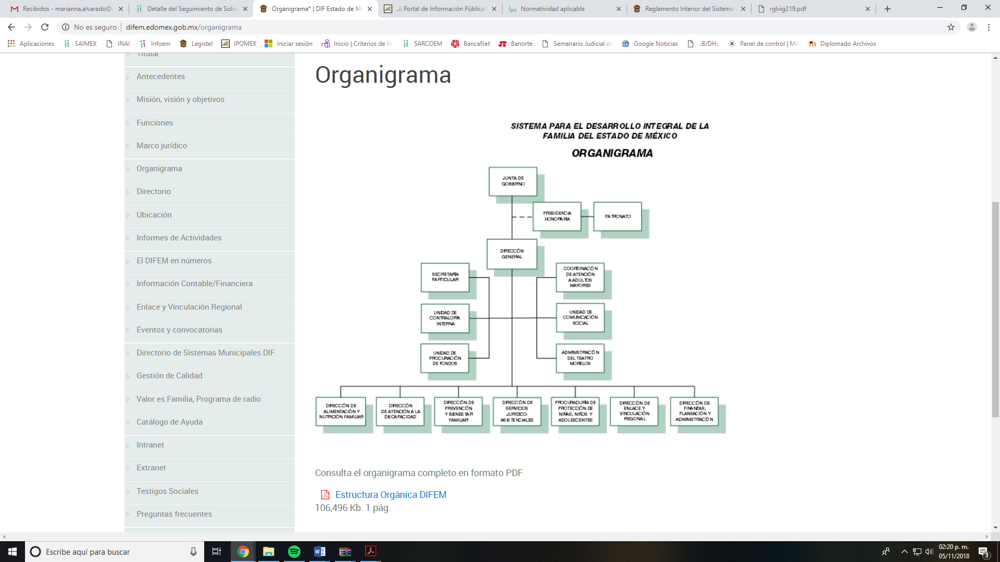 Recibidos - marianna.alvarado@i
Detalle del Seguimiento de Solici
Organigrama* | DIF Estado de Mé
..:: Portal de Información Pública
Normatividad aplicable
Reglamento Interior del Sistema
rglvig219.pdf
No es seguro
difem.edomex.gob.mx/organigrama
Aplicaciones
SAIMEX
INAI
Infoem
Legistel
IPOMEX
Iniciar sesión
Inicio | Criterios de In
SARCOEM
BancaNet
Banorte
Semanario Judicial de
Google Noticias
.:BJDH:.
Panel de control | Mé
Diplomado Archivos
Titular
Antecedentes
Misión, visión y objetivos
Funciones
Marco jurídico
Organigrama
Directorio
Ubicación
Informes de Actividades
El DIFEM en números
Información Contable/Financiera
Enlace y Vinculación Regional
Eventos y convocatorias
Directorio de Sistemas Municipales DIF
Gestión de Calidad
Valor es Familia, Programa de radio
Catálogo de Ayuda
Intranet
Extranet
Testigos Sociales
Preguntas frecuentes
Organigrama
SISTEMA PARA EL DESARROLLO INTEGRAL DE LA
FAMILIA DEL ESTADO DE MÉXICO
ORGANIGRAMA
JUNTA DE
GOBIERNO
PRESIDENCIA
HONORARIA
PATRONATO
DIRECCIÓN
GENERAL
SECRETARÍA
PARTICULAR
COORDINACIÓN
DE ATENCIÓN
A ADULTOS
MAYORES
UNIDAD DE
CONTRALORÍA
INTERNA
UNIDAD DE
COMUNICACIÓN
SOCIAL
UNIDAD DE
PROCURACIÓN
DE FONDOS
ADMINISTRACIÓN
DEL TEATRO
MORELOS
DIRECCIÓN DE
ALIMENTACIÓN Y
NUTRICIÓN FAMILIAR
DIRECCIÓN
DE ATENCIÓN A LA
DISCAPACIDAD
DIRECCIÓN DE
PREVENCIÓN
Y BIENESTAR
FAMILIAR
DIRECCIÓN DE
SERVICIOS
JURÍDICO-
ASISTENCIALES
PROCURADURÍA DE
PROTECCIÓN DE
NIÑAS, NIÑOS Y
ADOLESCENTES
DIRECCIÓN DE
ENLACE Y
VINCULACIÓN
REGIONAL
DIRECCIÓN DE
FINANZAS,
PLANEACIÓN Y
ADMINISTRACIÓN
Consulta el organigrama completo en formato PDF
Estructura Orgánica DIFEM
106,496 Kb. 1 pág.
Escribe aquí para buscar
02:20 p. m.
05/11/2018
3